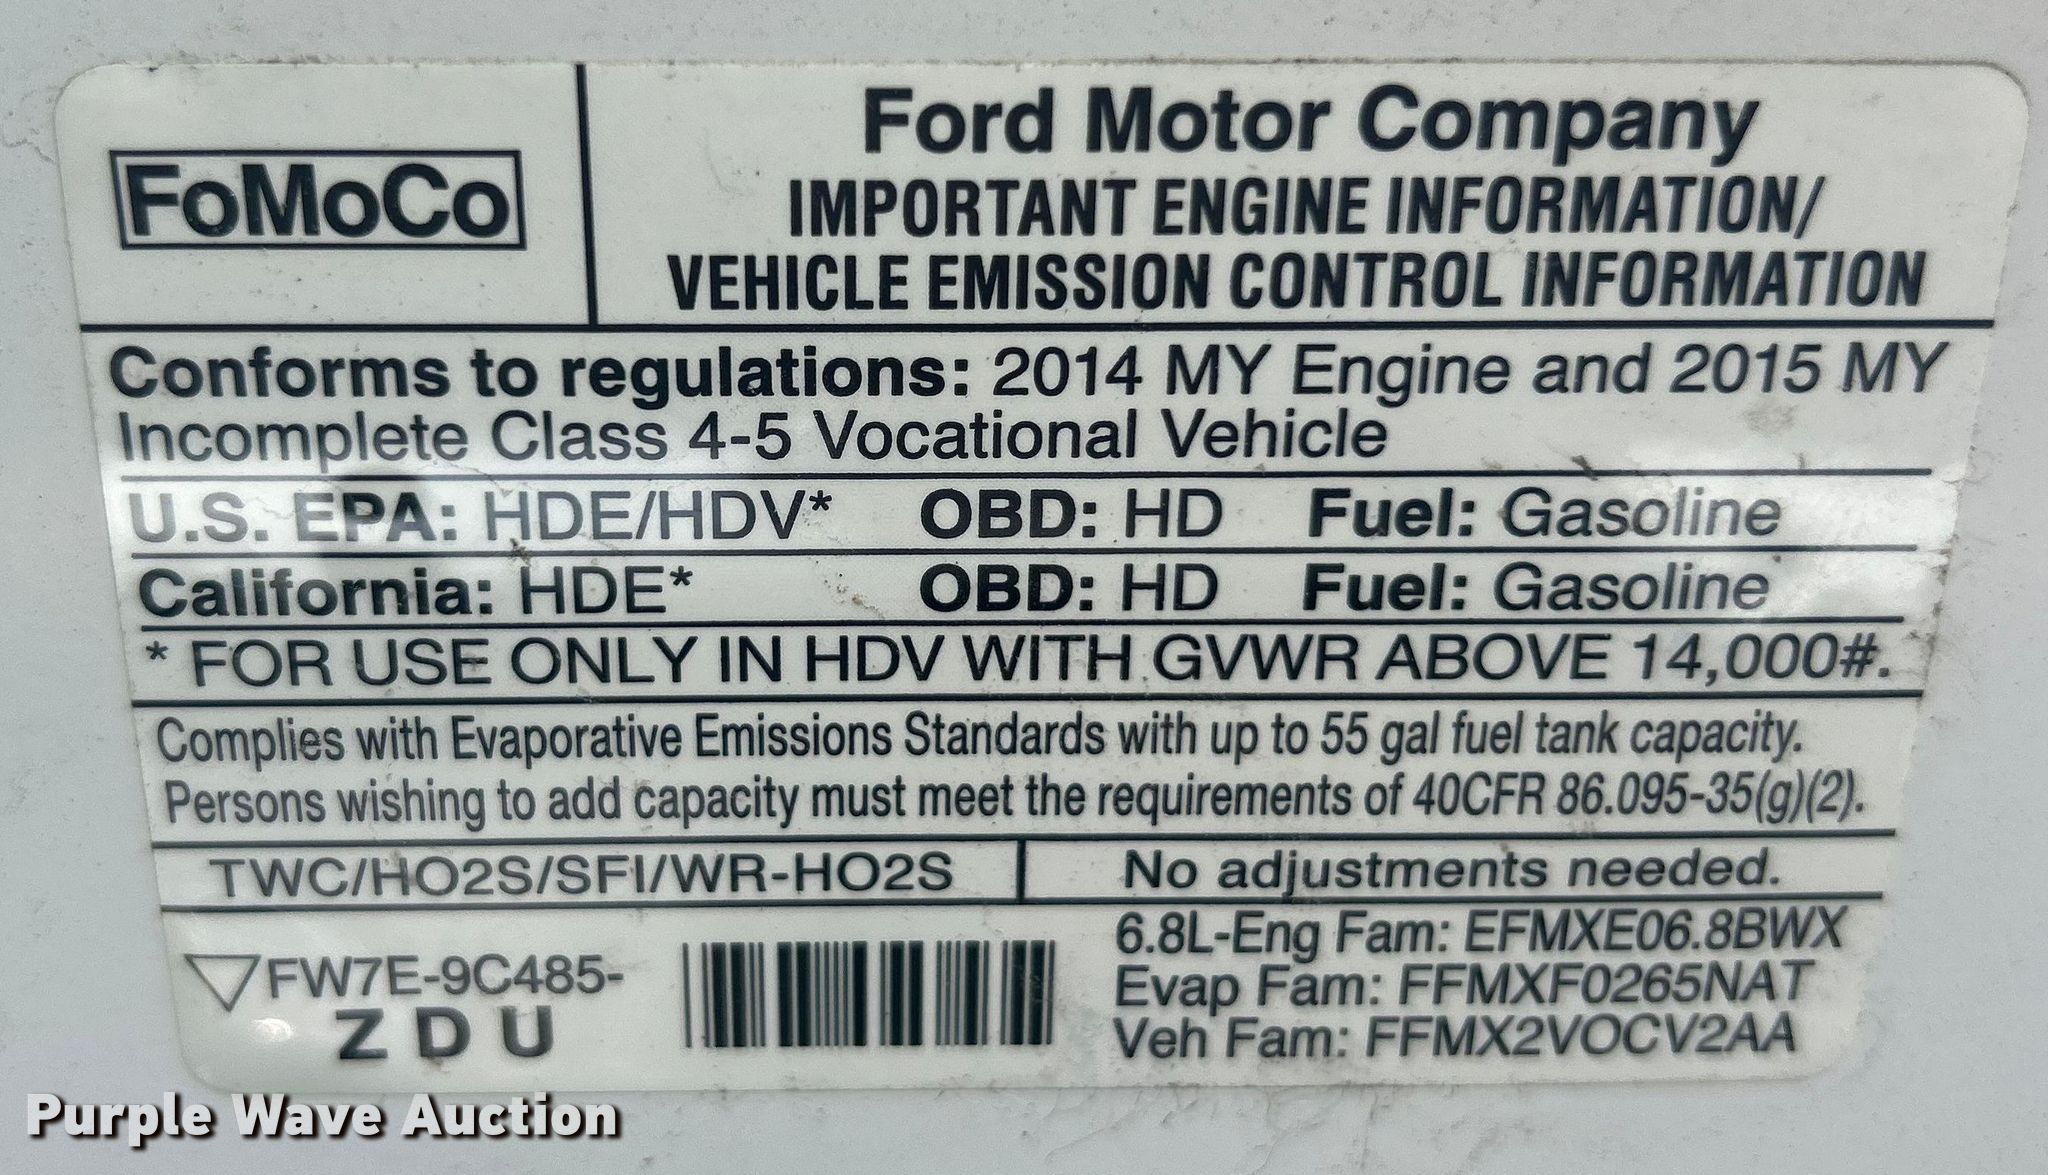 FoMoCo
Ford Motor Company
IMPORTANT ENGINE INFORMATION/
VEHICLE EMISSION CONTROL INFORMATION
Conforms to regulations: 2014 MY Engine and 2015 MY
Incomplete Class 4-5 Vocational Vehicle
U.S. EPA: HDE/HDV* OBD: HD Fuel: Gasoline
California: HDE* OBD: HD Fuel: Gasoline
* FOR USE ONLY IN HDV WITH GVWR ABOVE 14,000#.
Complies with Evaporative Emissions Standards with up to 55 gal fuel tank capacity.
Persons wishing to add capacity must meet the requirements of 40CFR 86.095-35(g)(2).
TWC/HO2S/SFI/WR-HO2S
No adjustments needed.
FW7E-9C485-
Z D U
6.8L-Eng Fam: EFMXE06.8BWX
Evap Fam: FFMXF0265NAT
Veh Fam: FFMX2VOCV2AA
Purple Wave Auction